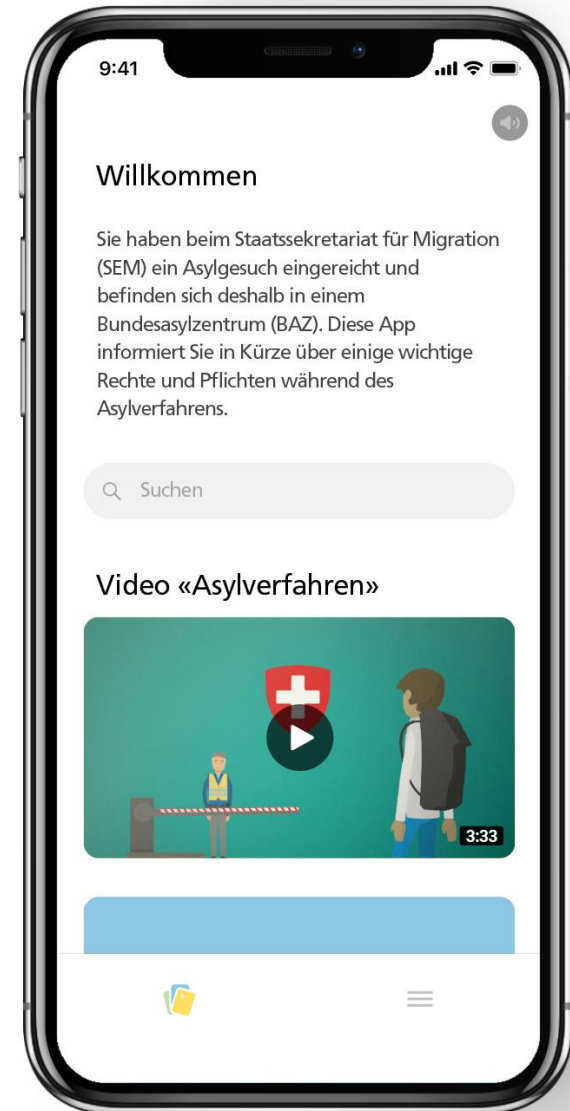 9:41
Willkommen
Sie haben beim Staatssekretariat für Migration
(SEM) ein Asylgesuch eingereicht und
befinden sich deshalb in einem
Bundesasylzentrum (BAZ). Diese App
informiert Sie in Kürze über einige wichtige
Rechte und Pflichten während des
Asylverfahrens.
Suchen
Video «Asylverfahren»
3:33